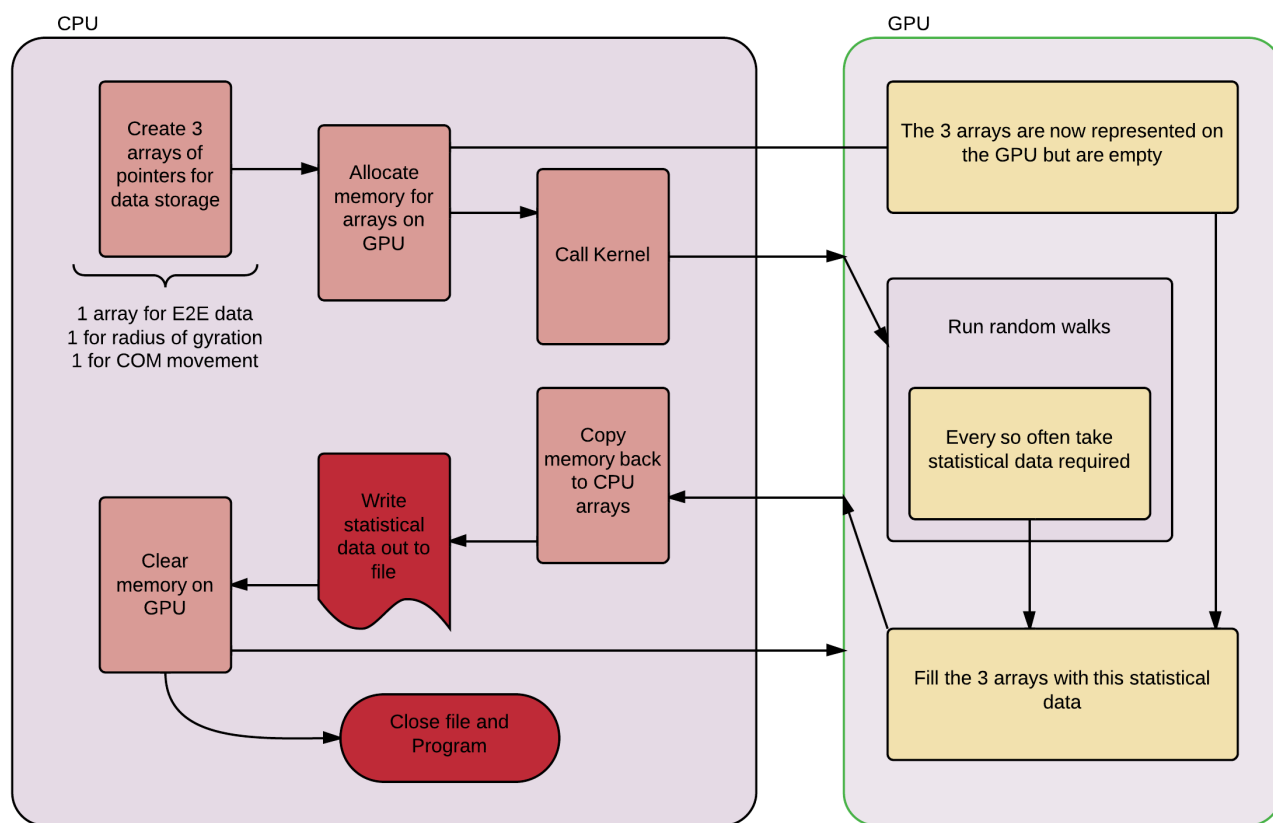 CPU
GPU
Create 3
arrays of
pointers for
data storage
Allocate
memory for
arrays on
GPU
Call Kernel
The 3 arrays are now represented on
the GPU but are empty
1 array for E2E data
1 for radius of gyration
1 for COM movement
Run random walks
Every so often take
statistical data required
Copy
memory back
to CPU
arrays
Write
statistical
data out to
file
Clear
memory on
GPU
Fill the 3 arrays with this statistical
data
Close file and
Program